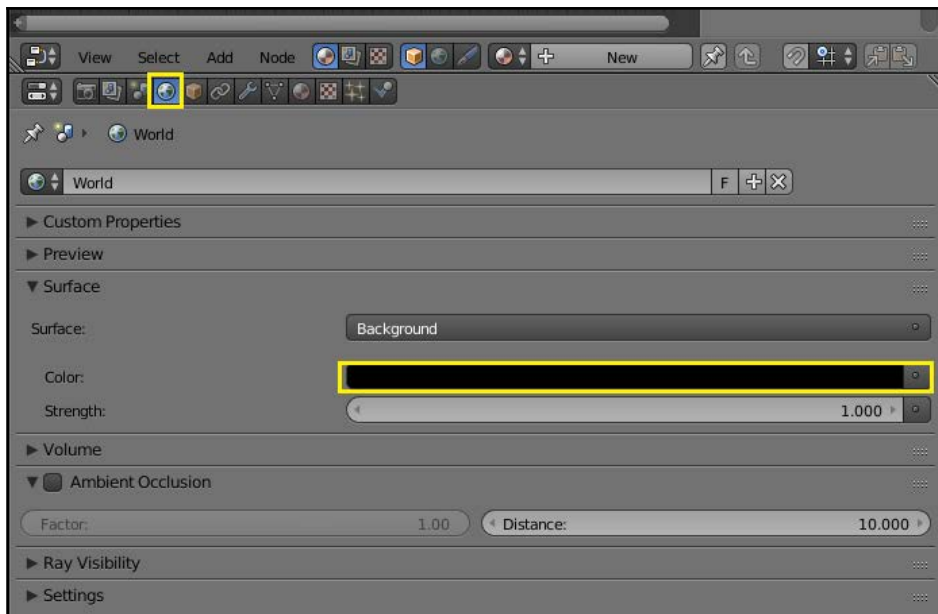 View Select Add Node New
World
World F
Custom Properties
Preview
Surface
Surface: Background
Color:
Strength: 1.000
Volume
Ambient Occlusion
Factor: 1.00 Distance: 10.000
Ray Visibility
Settings